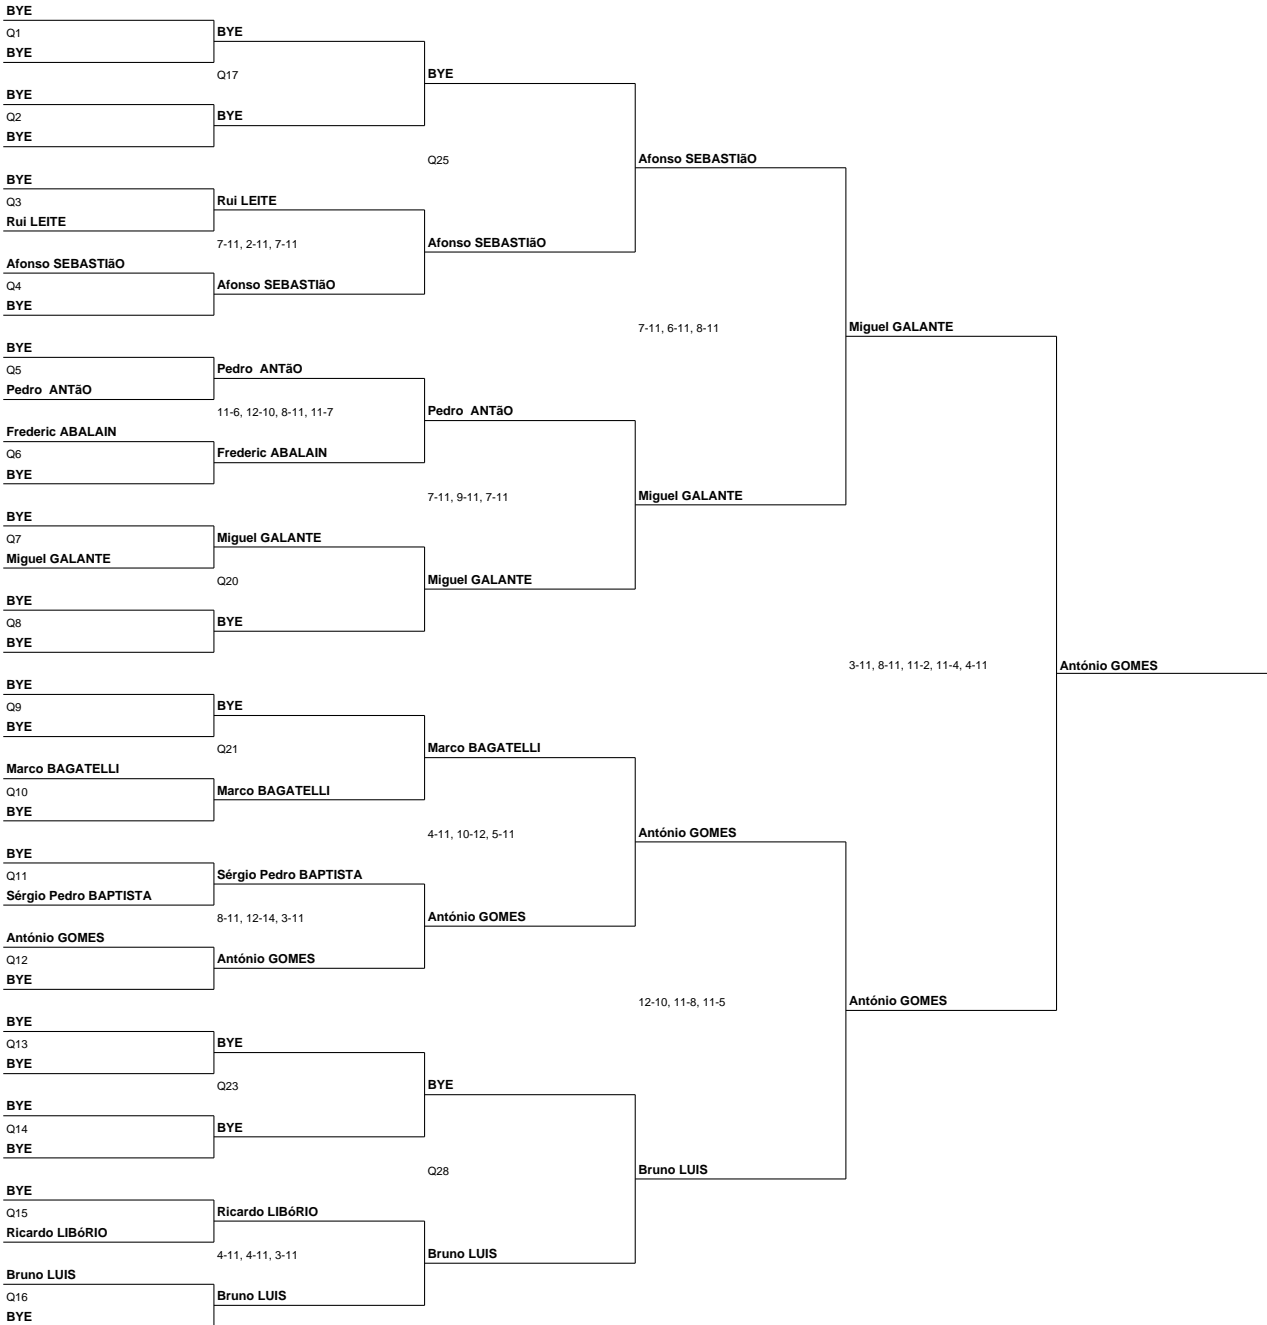 BYE
Q1
BYE
BYE
Q17
BYE
BYE
Q2
BYE
BYE
Q25
Afonso SEBASTIãO
BYE
Q3
Rui LEITE
Rui LEITE
7-11, 2-11, 7-11
Afonso SEBASTIãO
Afonso SEBASTIãO
Q4
Afonso SEBASTIãO
BYE
7-11, 6-11, 8-11
Miguel GALANTE
BYE
Q5
Pedro  ANTãO
Pedro  ANTãO
11-6, 12-10, 8-11, 11-7
Pedro  ANTãO
Frederic ABALAIN
Q6
Frederic ABALAIN
BYE
7-11, 9-11, 7-11
Miguel GALANTE
BYE
Q7
Miguel GALANTE
Miguel GALANTE
Q20
Miguel GALANTE
BYE
Q8
BYE
BYE
3-11, 8-11, 11-2, 11-4, 4-11
António GOMES
BYE
Q9
BYE
BYE
Q21
Marco BAGATELLI
Marco BAGATELLI
Q10
Marco BAGATELLI
BYE
4-11, 10-12, 5-11
António GOMES
BYE
Q11
Sérgio Pedro BAPTISTA
Sérgio Pedro BAPTISTA
8-11, 12-14, 3-11
António GOMES
António GOMES
Q12
António GOMES
BYE
12-10, 11-8, 11-5
António GOMES
BYE
Q13
BYE
BYE
Q23
BYE
BYE
Q14
BYE
BYE
Q28
Bruno LUIS
BYE
Q15
Ricardo LIBóRIO
Ricardo LIBóRIO
4-11, 4-11, 3-11
Bruno LUIS
Bruno LUIS
Q16
Bruno LUIS
BYE